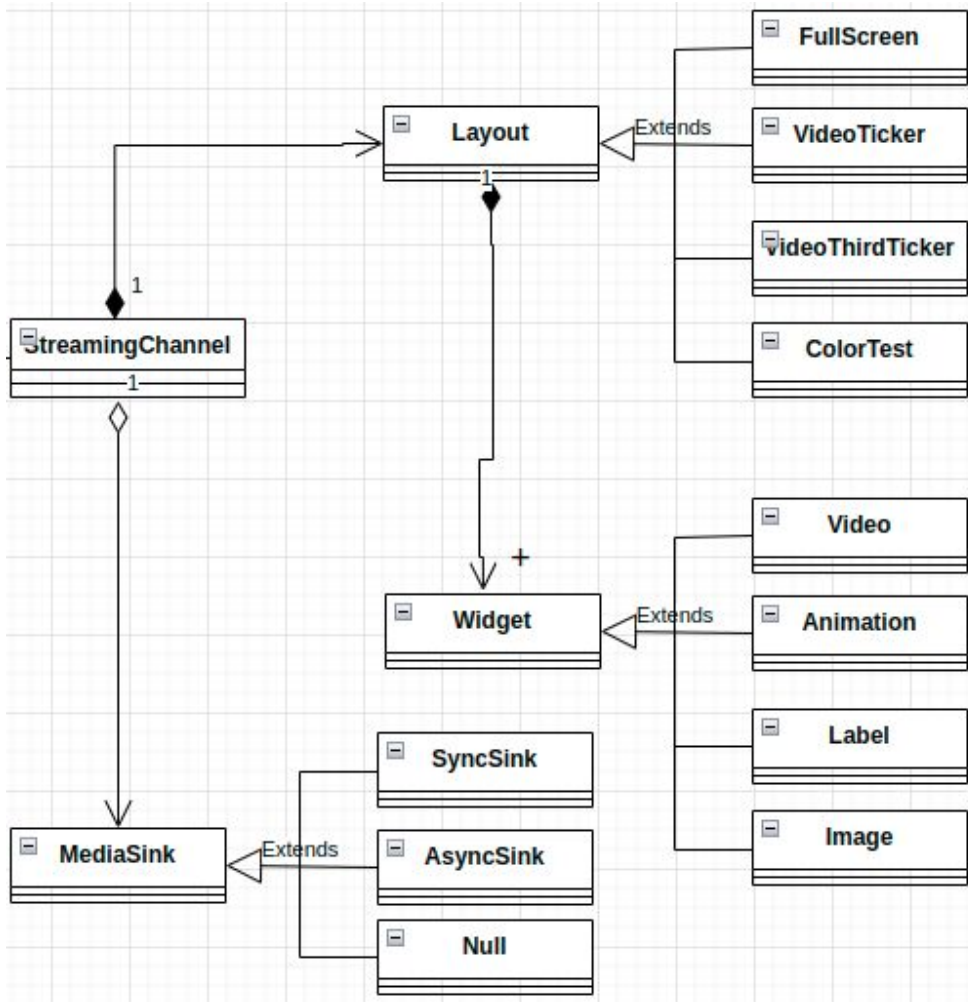 FullScreen
Layout
Extends
VideoTicker
1
VideoThirdTicker
1
StreamingChannel
ColorTest
1
Video
+
Widget
Extends
Animation
Label
SyncSink
Image
MediaSink
Extends
AsyncSink
Null